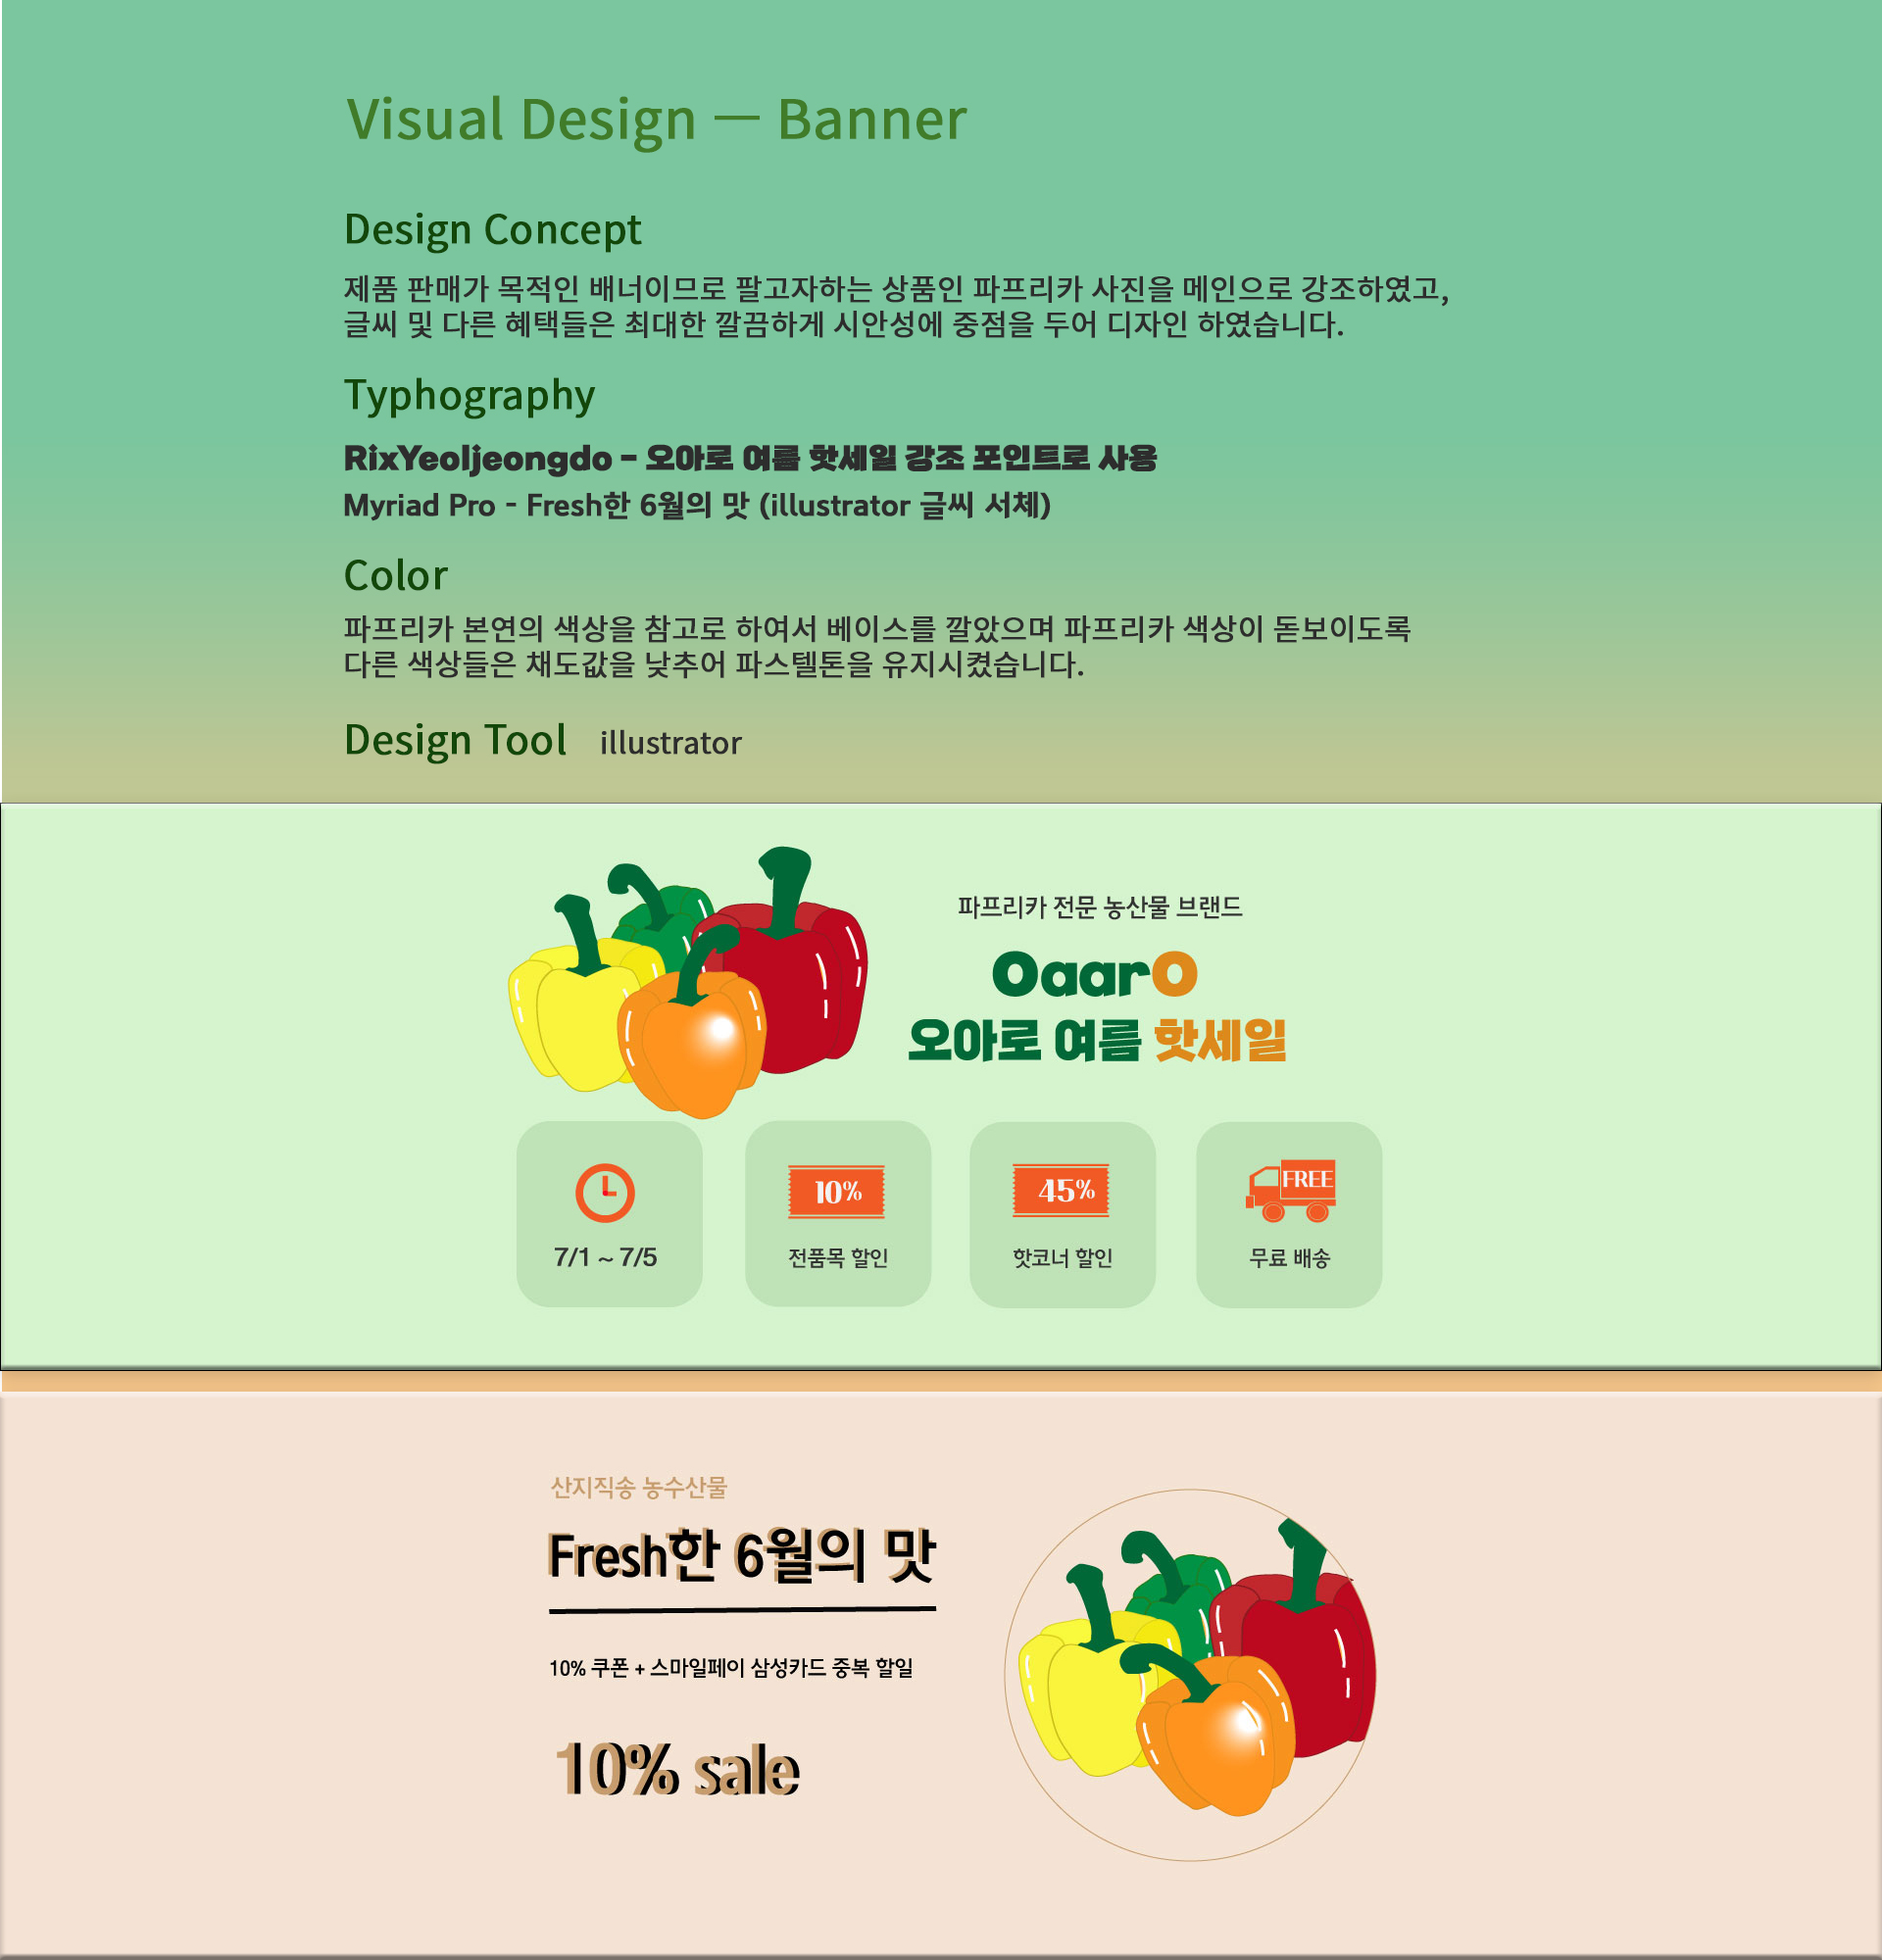 Visual Design — Banner
Design Concept
제품 판매가 목적인 배너이므로 팔고자하는 상품인 파프리카 사진을 메인으로 강조하였고,
글씨 및 다른 혜택들은 최대한 깔끔하게 시안성에 중점을 두어 디자인 하였습니다.
Typhography
RixYeoljeongdo - 오아로 여름 핫세일 강조 포인트로 사용
Myriad Pro - Fresh한 6월의 맛 (illustrator 글씨 서체)
Color
파프리카 본연의 색상을 참고로 하여서 베이스를 깔았으며 파프리카 색상이 돋보이도록
다른 색상들은 채도값을 낮추어 파스텔톤을 유지시켰습니다.
Design Tool illustrator
파프리카 전문 농산물 브랜드
OaarO
오아로 여름 핫세일
10%
45%
FREE
7/1 ~ 7/5
전품목 할인
핫코너 할인
무료 배송
산지직송 농수산물
Fresh한 6월의 맛
10% 쿠폰 + 스마일페이 삼성카드 중복 할일
10% sale